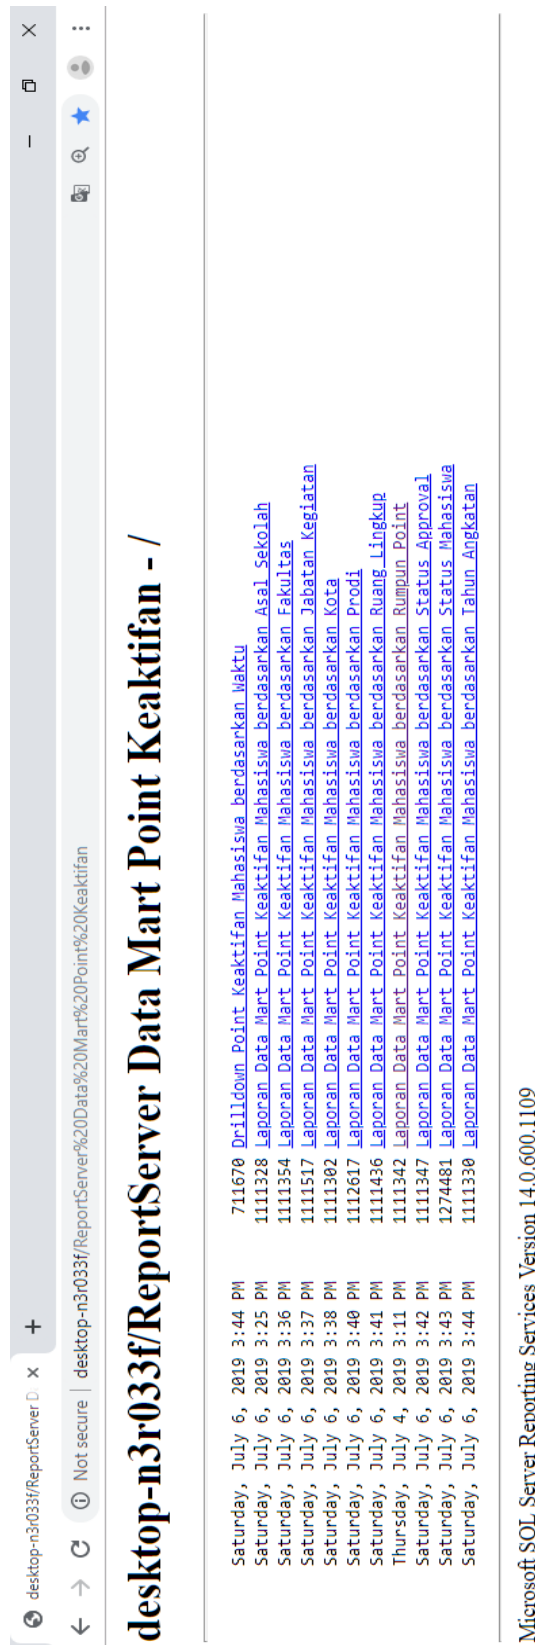 desktop-n3r033f/ReportServer D
Not secure | desktop-n3r033f/ReportServer%20Data%20Mart%20Point%20Keaktifan
desktop-n3r033f/ReportServer Data Mart Point Keaktifan - /
Saturday, July 6, 2019 3:44 PM 711670 Drilldown Point Keaktifan Mahasiswa berdasarkan Waktu
Saturday, July 6, 2019 3:25 PM 1111328 Laporan Data Mart Point Keaktifan Mahasiswa berdasarkan Asal Sekolah
Saturday, July 6, 2019 3:36 PM 1111354 Laporan Data Mart Point Keaktifan Mahasiswa berdasarkan Fakultas
Saturday, July 6, 2019 3:37 PM 1111517 Laporan Data Mart Point Keaktifan Mahasiswa berdasarkan Jabatan Kegiatan
Saturday, July 6, 2019 3:38 PM 1111302 Laporan Data Mart Point Keaktifan Mahasiswa berdasarkan Kota
Saturday, July 6, 2019 3:40 PM 1112617 Laporan Data Mart Point Keaktifan Mahasiswa berdasarkan Prodi
Saturday, July 6, 2019 3:41 PM 1111436 Laporan Data Mart Point Keaktifan Mahasiswa berdasarkan Ruang Lingkup
Thursday, July 4, 2019 3:11 PM 1111342 Laporan Data Mart Point Keaktifan Mahasiswa berdasarkan Rumpun Point
Saturday, July 6, 2019 3:42 PM 1111347 Laporan Data Mart Point Keaktifan Mahasiswa berdasarkan Status Approval
Saturday, July 6, 2019 3:43 PM 1274481 Laporan Data Mart Point Keaktifan Mahasiswa berdasarkan Status Mahasiswa
Saturday, July 6, 2019 3:44 PM 1111330 Laporan Data Mart Point Keaktifan Mahasiswa berdasarkan Tahun Angkatan
Microsoft SQL Server Reporting Services Version 14.0.600.1109